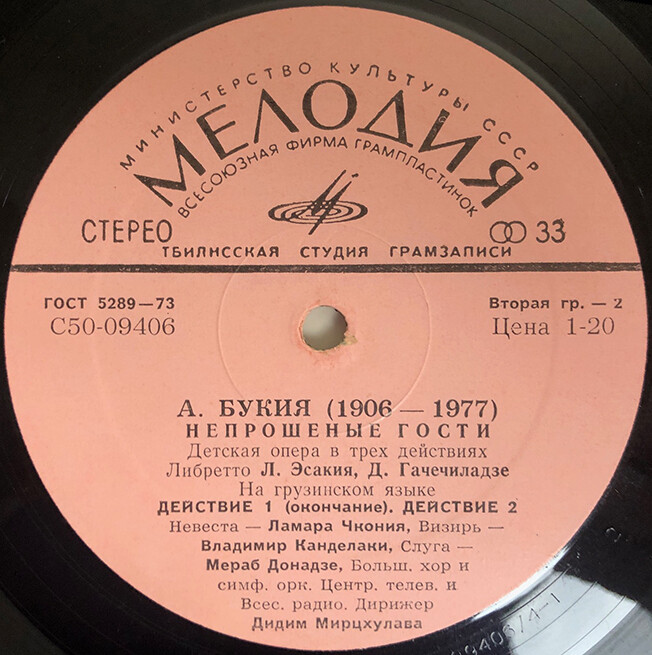 МИНИСТЕРСТВО КУЛЬТУРЫ СССР
МЕЛОДИЯ
ВСЕСОЮЗНАЯ ФИРМА ГРАМПЛАСТИНОК
СТЕРЕО
33
ТБИЛИССКАЯ СТУДИЯ ГРАМЗАПИСИ
ГОСТ 5289—73
Вторая гр. — 2
С50-09406
Цена 1-20
А. БУКИЯ (1906 — 1977)
НЕПРОШЕНЫЕ ГОСТИ
Детская опера в трех действиях
Либретто Л. Эсакия, Д. Гачечиладзе
На грузинском языке
ДЕЙСТВИЕ 1 (окончание). ДЕЙСТВИЕ 2
Невеста — Ламара Чкония, Визирь —
Владимир Канделаки, Слуга —
Мераб Донадзе, Больш. хор и
симф. орк. Центр. телев. и
Всес. радио. Дирижер
Дидим Мирцхулава